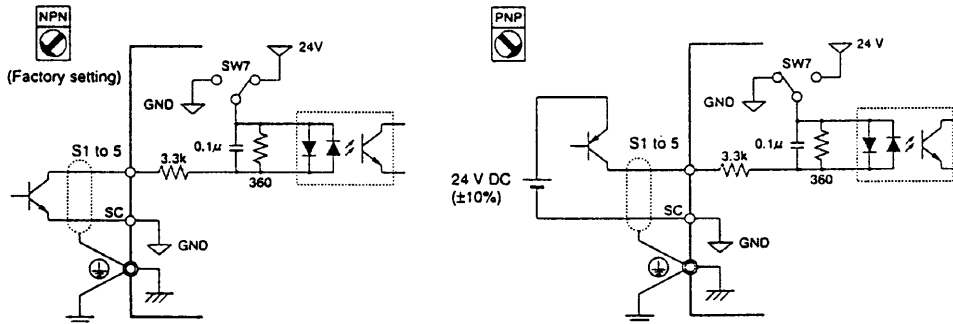 NPN
(Factory setting)
24V
SW7
GND
S1 to 5
3.3k
0.1μ
360
SC
GND
PNP
24 V
SW7
GND
S1 to 5
3.3k
0.1μ
360
24 V DC
(±10%)
SC
GND